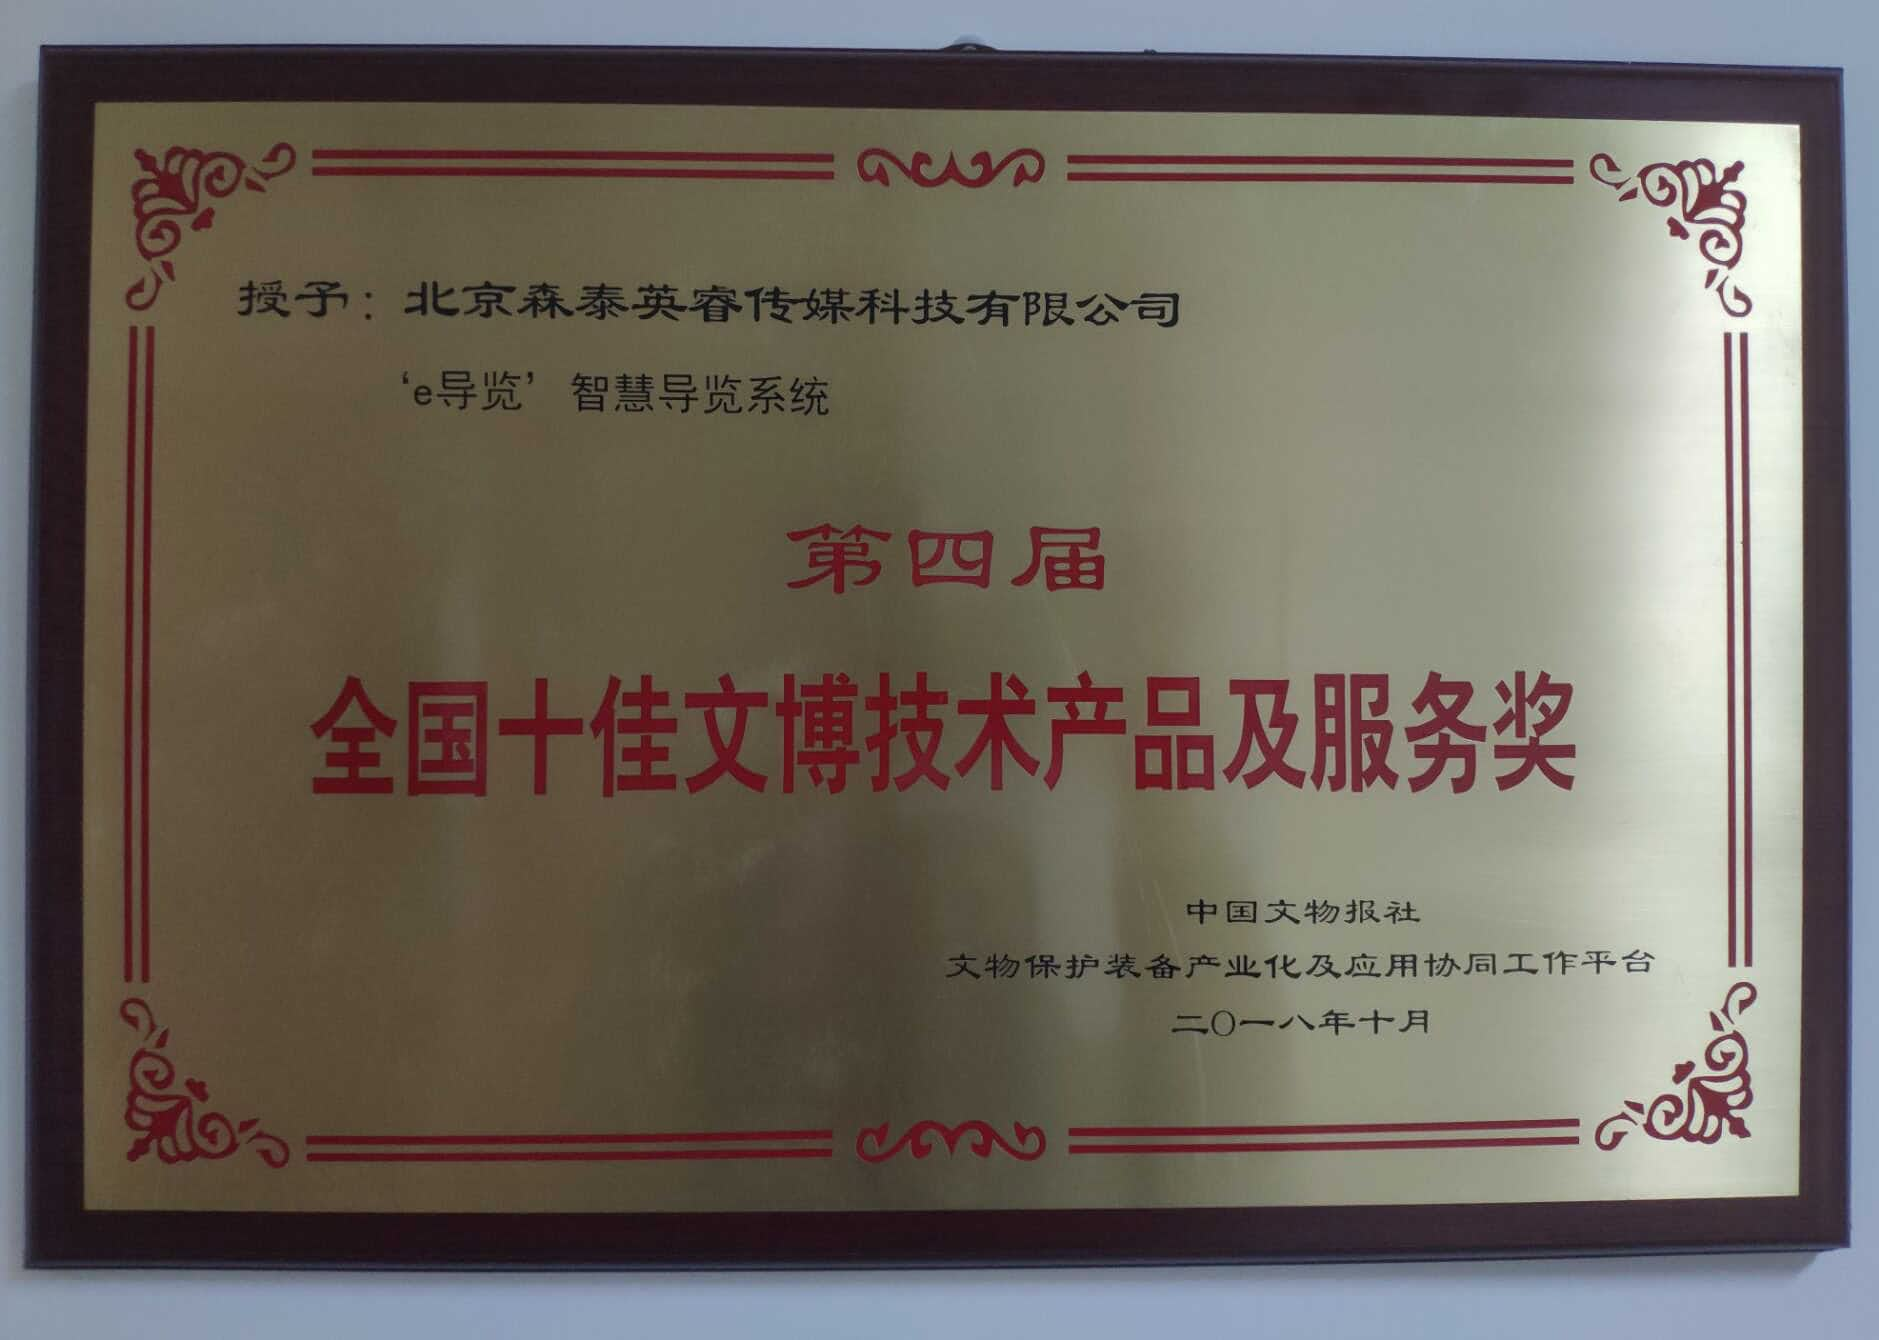 授予：北京森泰英睿传媒科技有限公司
‘e导览’ 智慧导览系统
第四届
全国十佳文博技术产品及服务奖
中国文物报社
文物保护装备产业化及应用协同工作平台
二〇一八年十月